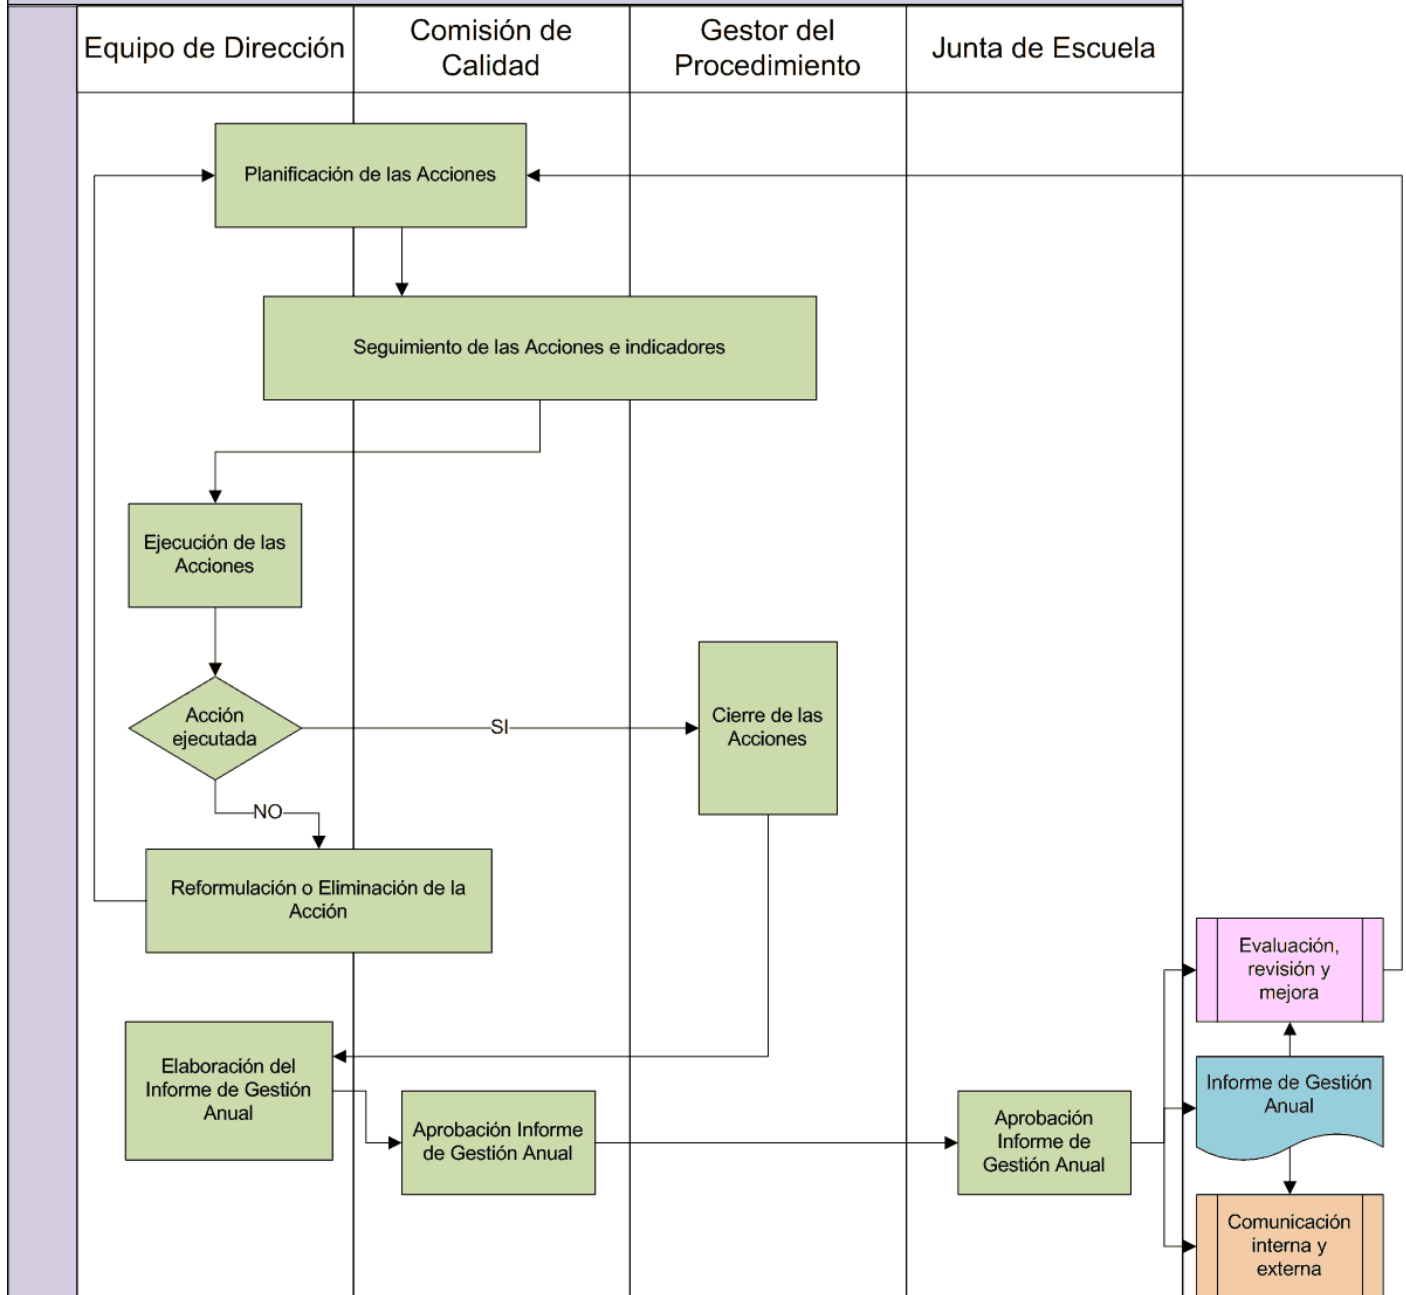 Equipo de Dirección
Comisión de
Calidad
Gestor del
Procedimiento
Junta de Escuela
Planificación de las Acciones
Seguimiento de las Acciones e indicadores
Ejecución de las
Acciones
Acción
ejecutada
SI
Cierre de las
Acciones
NO
Reformulación o Eliminación de la
Acción
Evaluación,
revisión y
mejora
Elaboración del
Informe de Gestión
Anual
Informe de Gestión
Anual
Aprobación Informe
de Gestión Anual
Aprobación
Informe de
Gestión Anual
Comunicación
interna y
externa